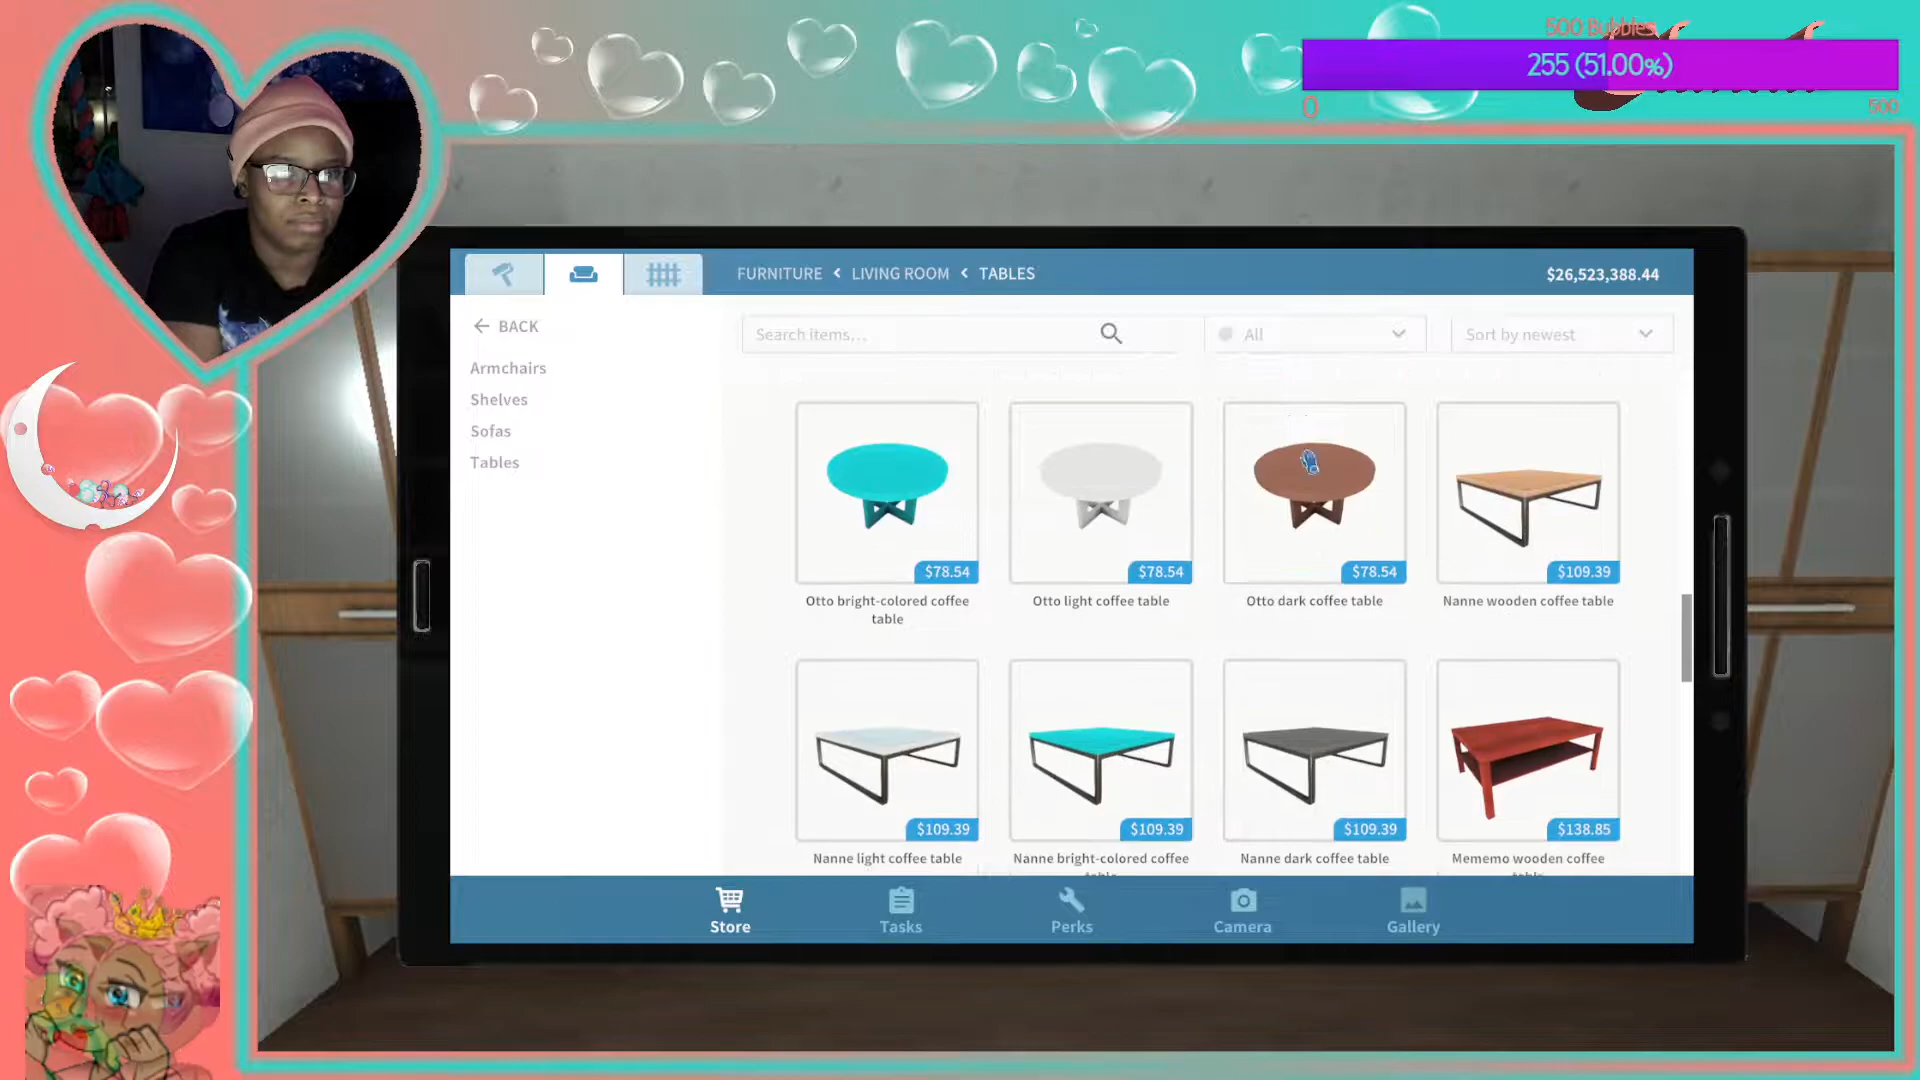 500 Bubbles
255 (51.00%)
0
500
FURNITURE < LIVING ROOM < TABLES
$26,523,388.44
BACK
Search items...
All
Sort by newest
Armchairs
Shelves
Sofas
Tables
$78.54
$78.54
$78.54
$109.39
Otto bright-colored coffee
table
Otto light coffee table
Otto dark coffee table
Nanne wooden coffee table
$109.39
$109.39
$109.39
$138.85
Nanne light coffee table
Nanne bright-colored coffee
table
Nanne dark coffee table
Mememo wooden coffee
table
Store
Tasks
Perks
Camera
Gallery